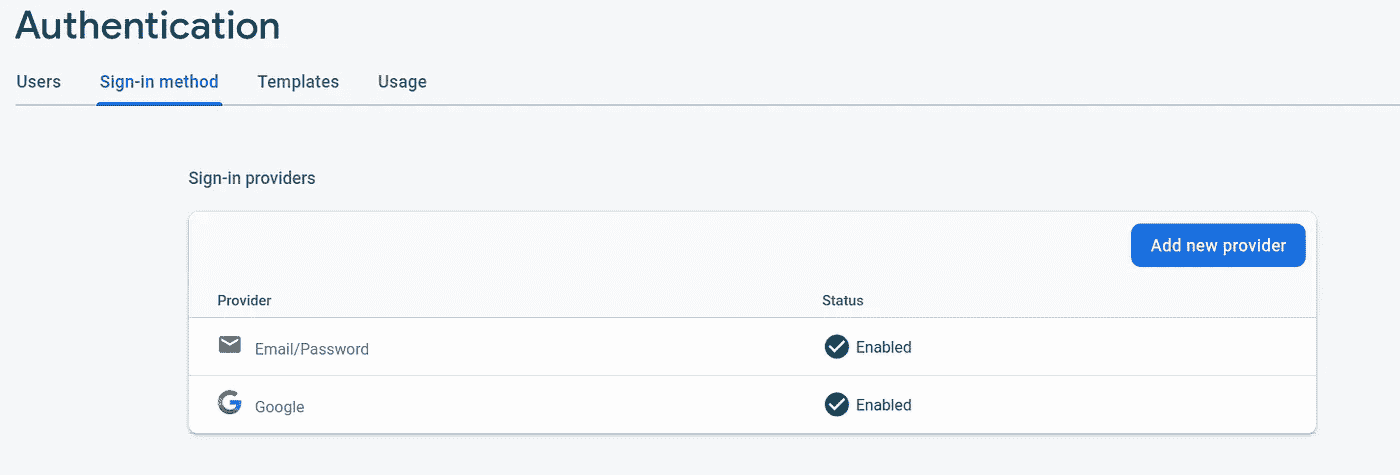 Authentication
Users Sign-in method Templates Usage
Sign-in providers
Add new provider
Provider Status
Email/Password Enabled
Google Enabled